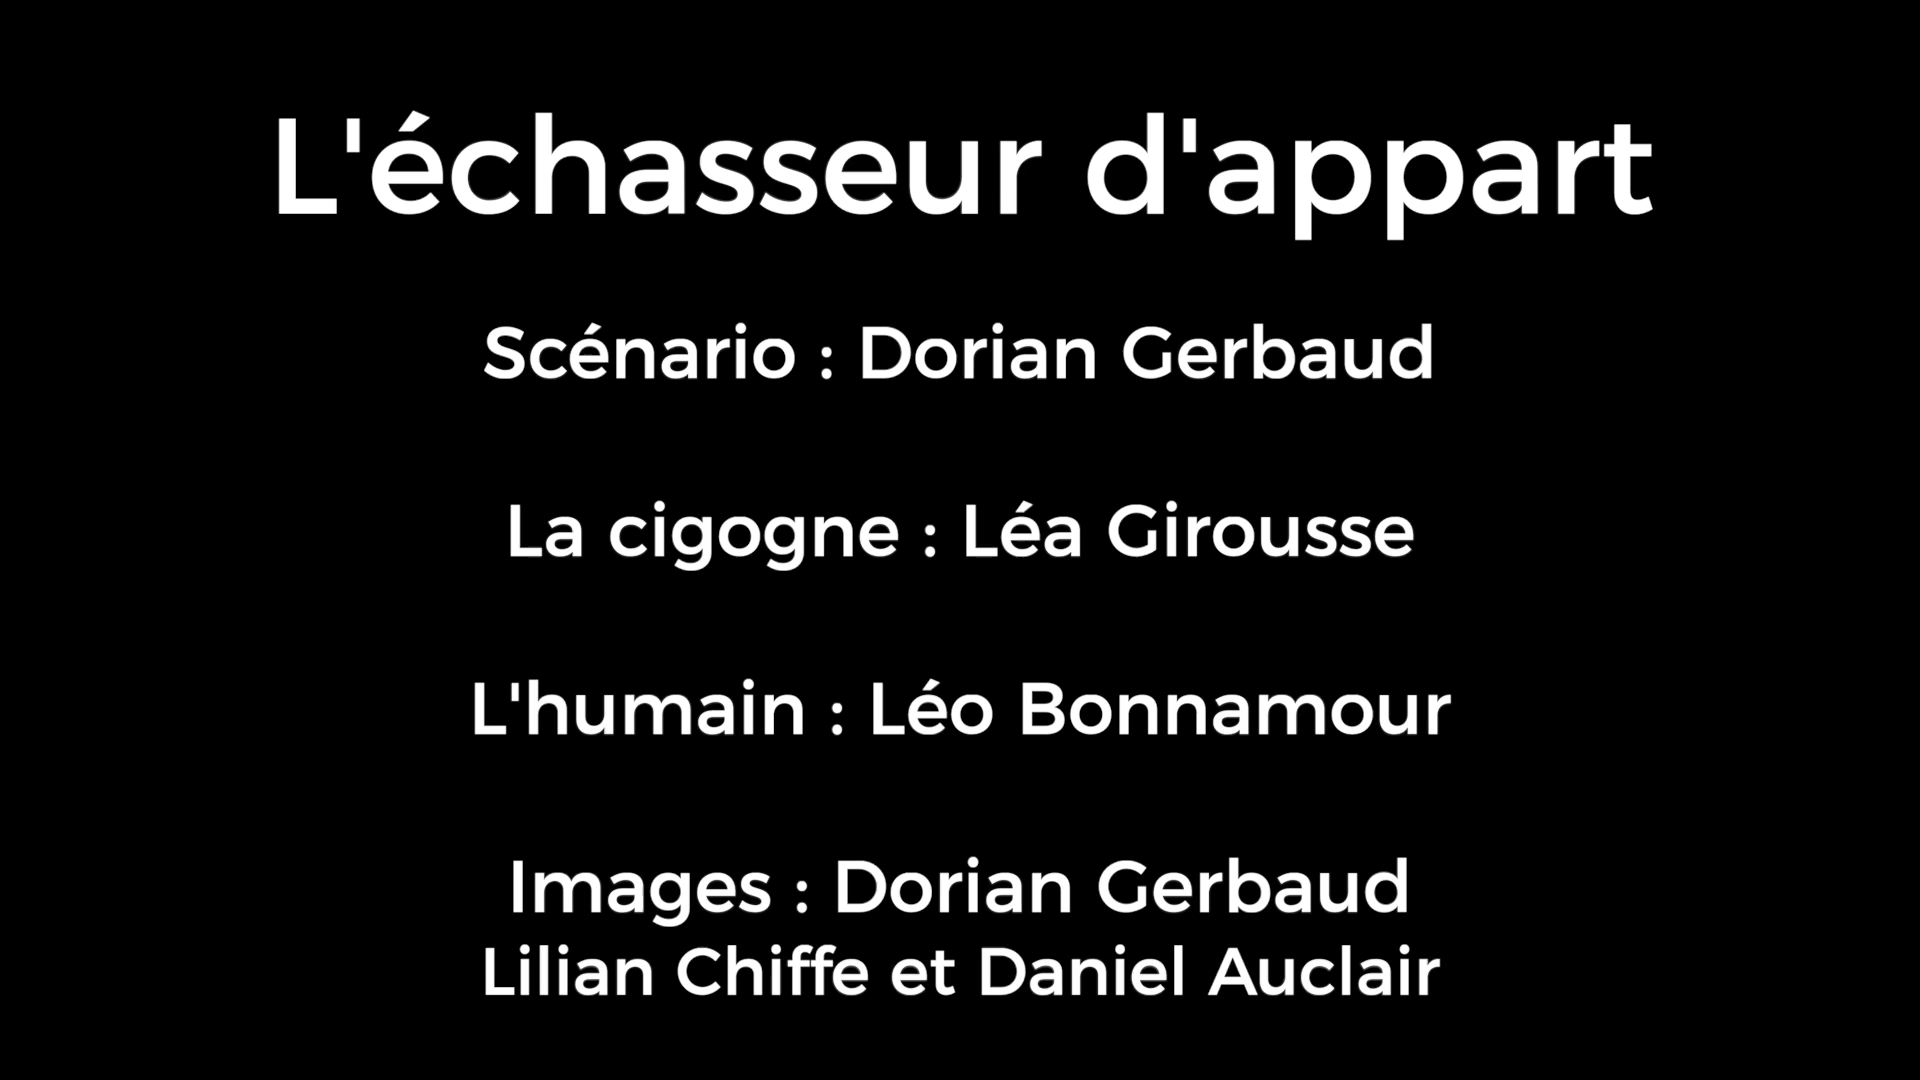 L'échasseur d'appart
Scénario : Dorian Gerbaud
La cigogne : Léa Girousse
L'humain : Léo Bonnamour
Images : Dorian Gerbaud
Lilian Chiffe et Daniel Auclair